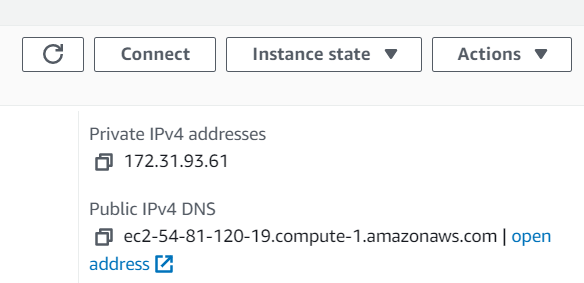 Connect Instance state Actions
Private IPv4 addresses
172.31.93.61
Public IPv4 DNS
ec2-54-81-120-19.compute-1.amazonaws.com | open
address